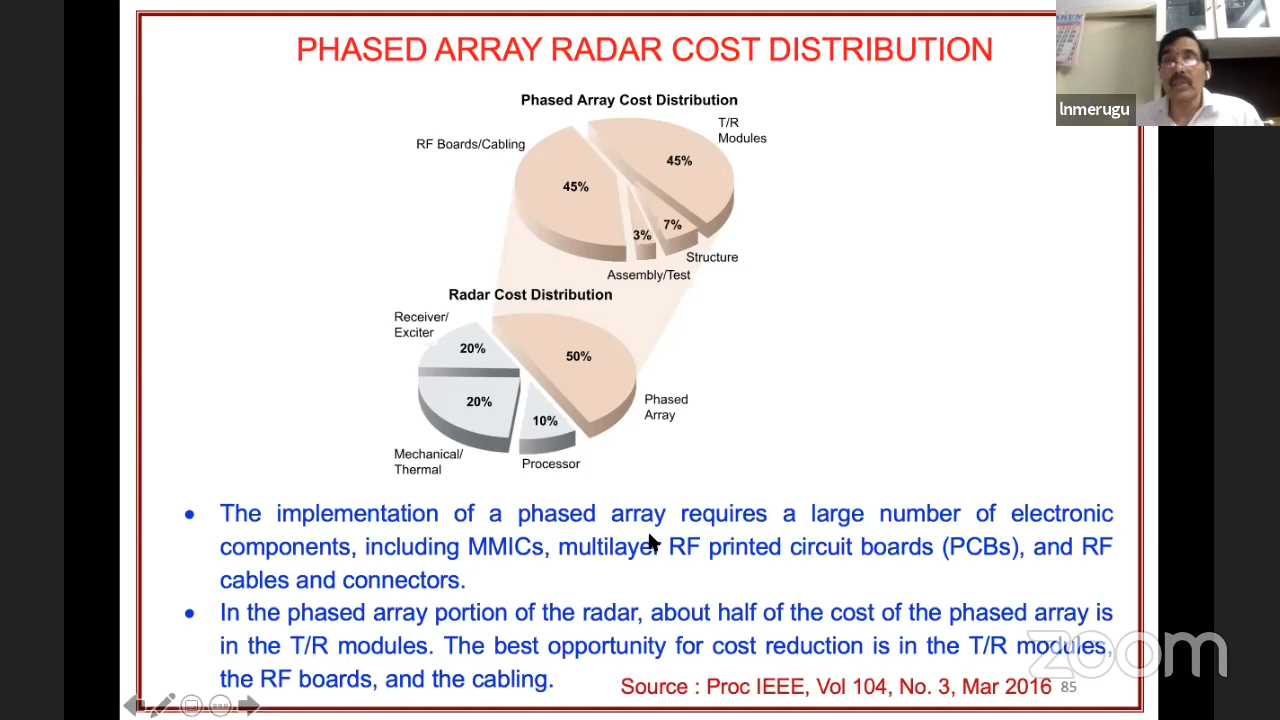 PHASED ARRAY RADAR COST DISTRIBUTION
lnmerugu
Phased Array Cost Distribution
T/R
Modules
RF Boards/Cabling
45%
45%
7%
3%
Structure
Assembly/Test
Radar Cost Distribution
Receiver/
Exciter
20%
50%
20%
10%
Phased
Array
Mechanical/
Thermal
Processor
• The implementation of a phased array requires a large number of electronic
components, including MMICs, multilayer RF printed circuit boards (PCBs), and RF
cables and connectors.
• In the phased array portion of the radar, about half of the cost of the phased array is
in the T/R modules. The best opportunity for cost reduction is in the T/R modules,
the RF boards, and the cabling.
Source : Proc IEEE, Vol 104, No. 3, Mar 2016
85
zoom